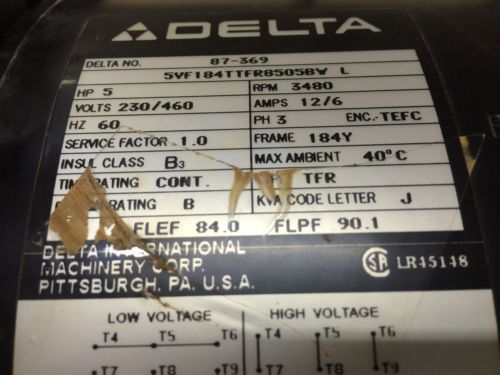 DELTA
DELTA NO. 87-369
5VF184TTFR8505BW L
HP 5 RPM 3480
VOLTS 230/460 AMPS 12/6
HZ 60 PH 3 ENC.-TEFC
SERVICE FACTOR 1.0 FRAME 184Y
INSUL CLASS B3 MAX AMBIENT 40°C
RATING CONT. TFR
RATING B KVA CODE LETTER J
FLEF 84.0 FLPF 90.1
DELTA INTERNATIONAL
MACHINERY CORP.
PITTSBURGH, PA. U.S.A.
SA LR45148
LOW VOLTAGE HIGH VOLTAGE
T4 T5 T6 T4 T5 T6
T7 T8 T9 T7 T8 T9